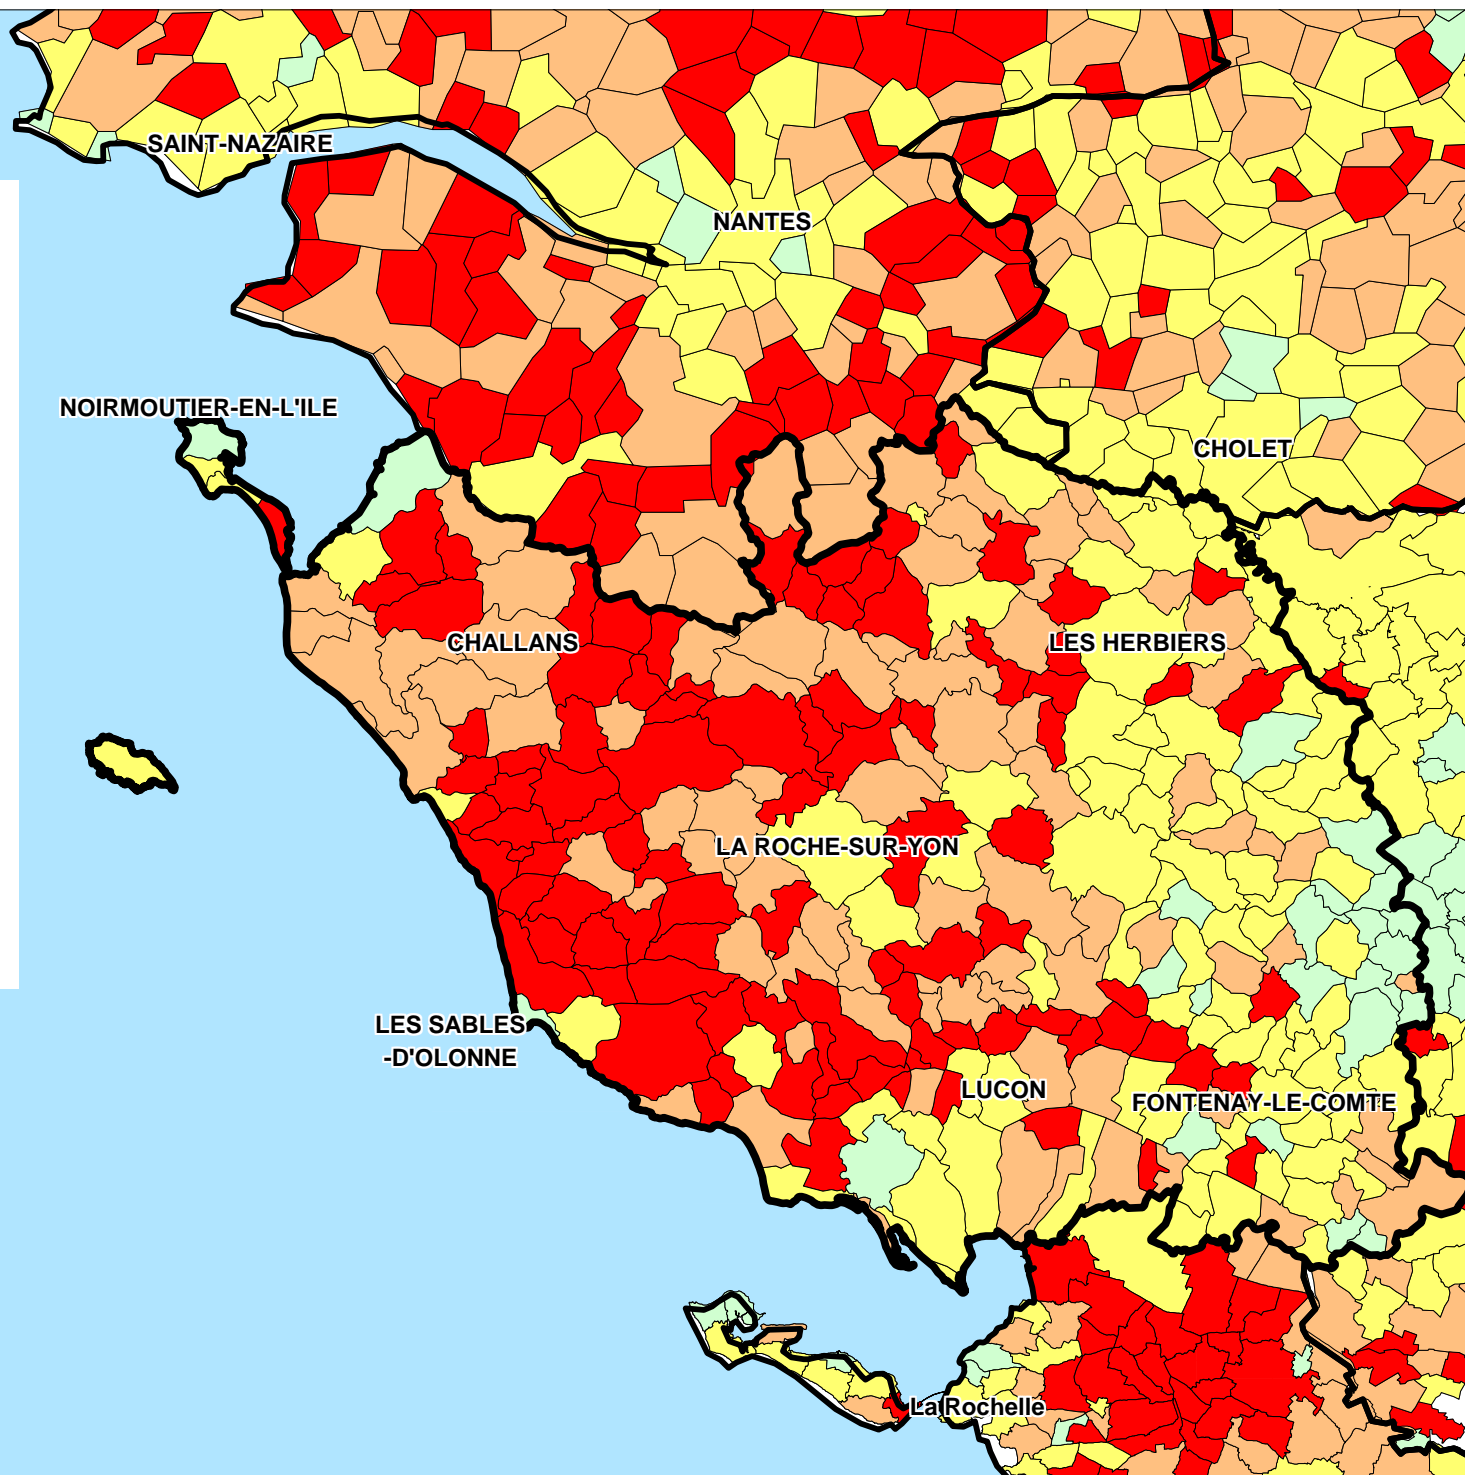 SAINT-NAZAIRE
NANTES
NOIRMOUTIER-EN-L'ILE
CHOLET
CHALLANS
LES HERBIERS
LA ROCHE-SUR-YON
LES SABLES
-D'OLONNE
LUCON
FONTENAY-LE-COMTE
La Rochelle